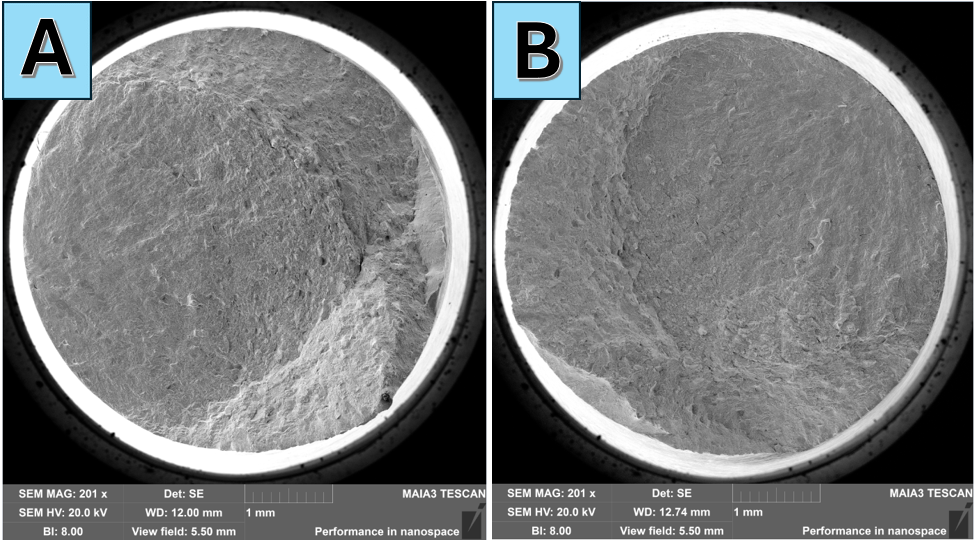 A
B
SEM MAG: 201 x
Det: SE
MAIA3 TESCAN
SEM HV: 20.0 kV
WD: 12.00 mm
1 mm
BI: 8.00
View field: 5.50 mm
Performance in nanospace
SEM MAG: 201 x
Det: SE
MAIA3 TESCAN
SEM HV: 20.0 kV
WD: 12.74 mm
1 mm
BI: 8.00
View field: 5.50 mm
Performance in nanospace